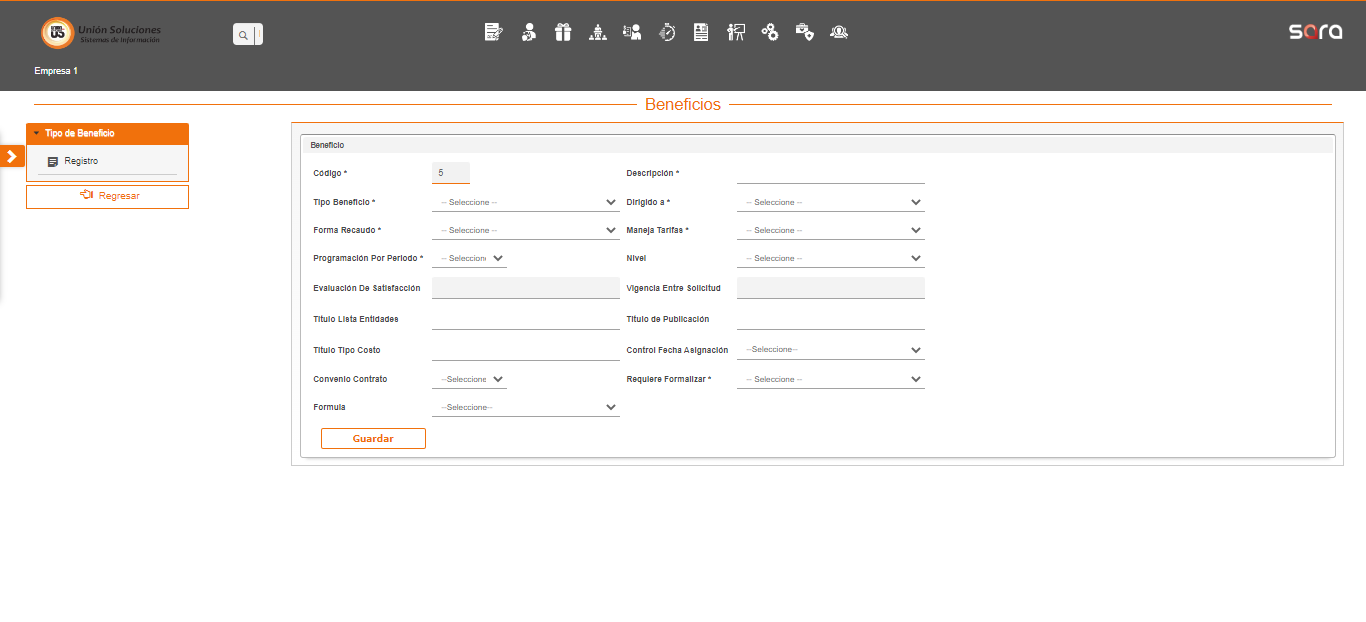 Unión Soluciones
Sistemas de Información
sora
Empresa 1
Beneficios
Tipo de Beneficio
Registro
Regresar
Beneficio
Código * 5 Descripción *
Tipo Beneficio * -- Seleccione -- Dirigido a * -- Seleccione --
Forma Recaudo * -- Seleccione -- Maneja Tarifas * -- Seleccione --
Programación Por Periodo * -- Seleccione Nivel -- Seleccione --
Evaluación De Satisfacción Vigencia Entre Solicitud
Titulo Lista Entidades Titulo de Publicación
Titulo Tipo Costo Control Fecha Asignación --Seleccione--
Convenio Contrato --Seleccione Requiere Formalizar * -- Seleccione --
Formula --Seleccione--
Guardar